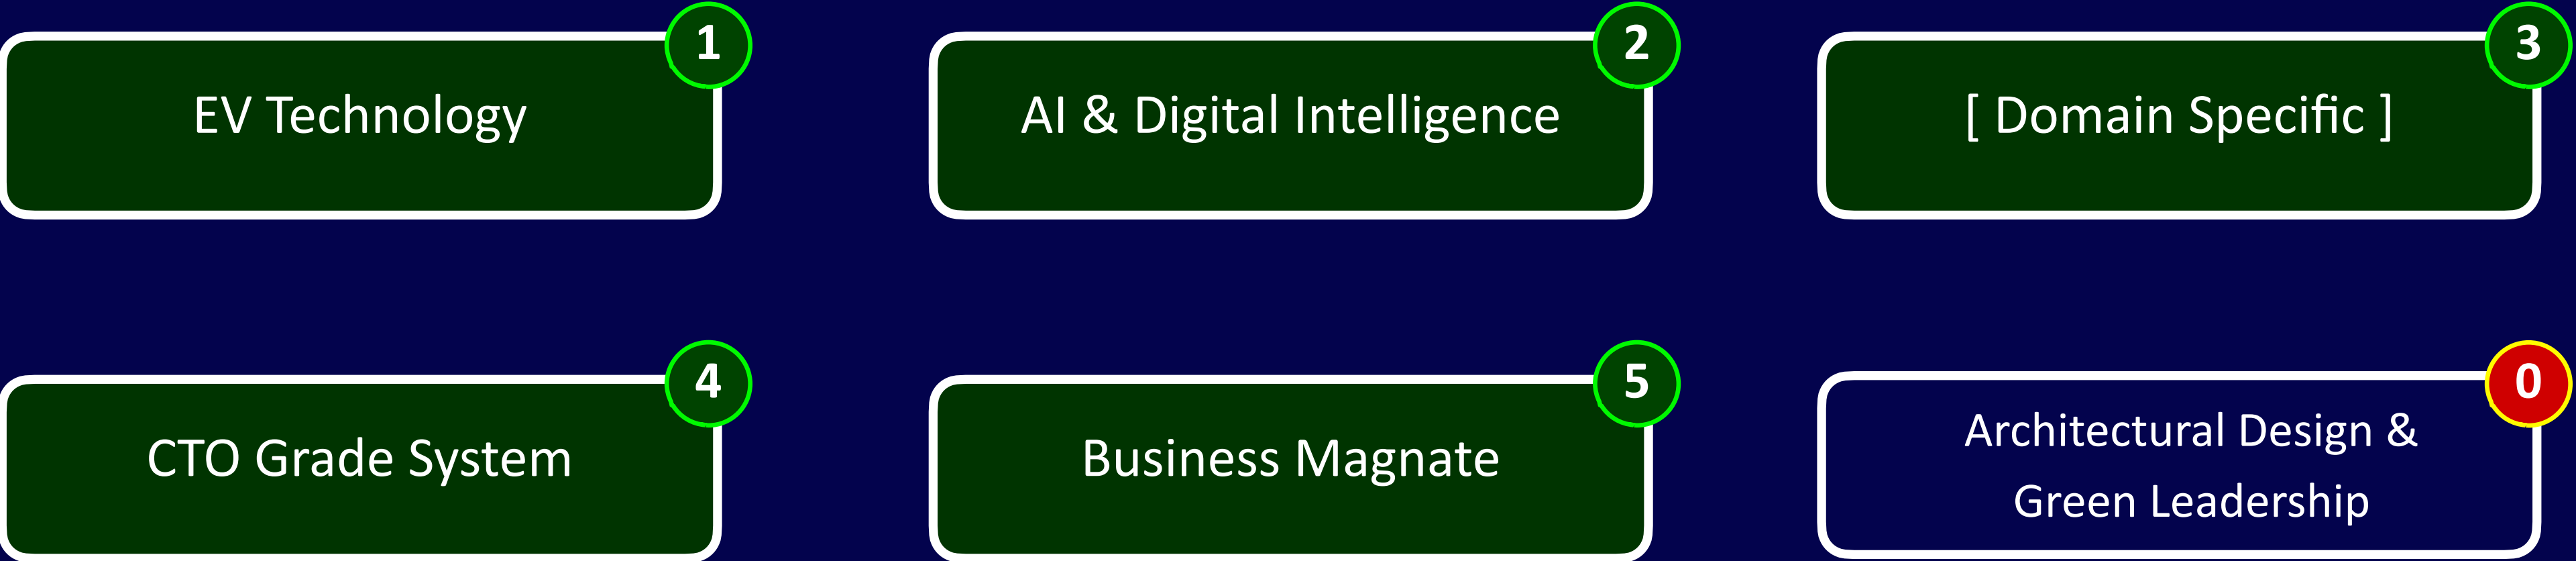 1
EV Technology
2
AI & Digital Intelligence
3
[ Domain Specific ]
4
CTO Grade System
5
Business Magnate
0
Architectural Design &
Green Leadership